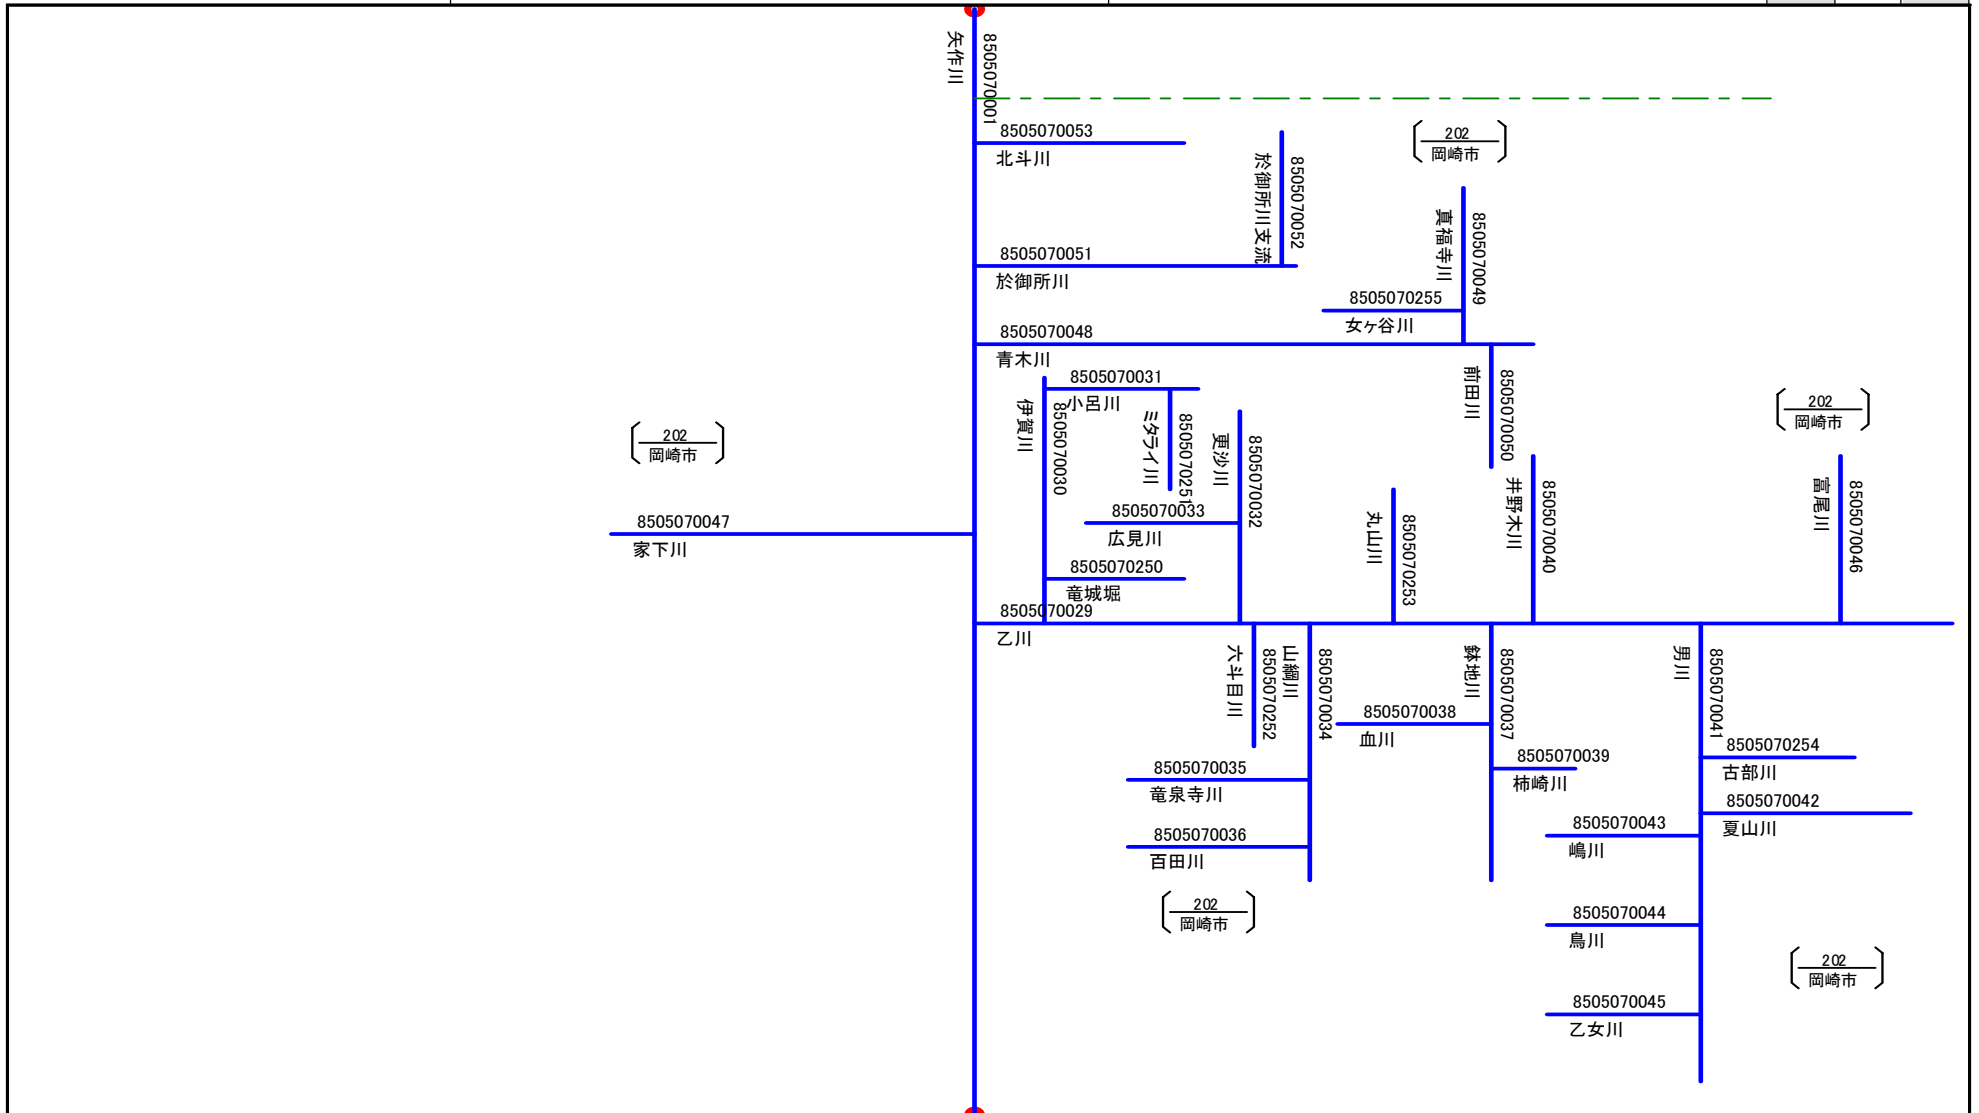 矢作川
8505070001
8505070053
北斗川
於御所川支流
8505070052
202
岡崎市
8505070051
於御所川
真福寺川
8505070049
8505070255
女ヶ谷川
8505070048
青木川
前田川
8505070050
伊賀川
8505070030
8505070031
小呂川
ミタライ川
8505070251
更沙川
8505070032
202
岡崎市
202
岡崎市
8505070047
家下川
8505070033
広見川
丸山川
8505070253
井野木川
8505070040
富尾川
8505070046
8505070250
竜城堀
8505070029
乙川
六斗目川
8505070252
山綱川
8505070034
鉢地川
8505070037
男川
8505070041
8505070038
血川
8505070039
柿崎川
8505070254
古部川
8505070035
竜泉寺川
8505070042
夏山川
8505070036
百田川
8505070043
嶋川
202
岡崎市
8505070044
鳥川
202
岡崎市
8505070045
乙女川